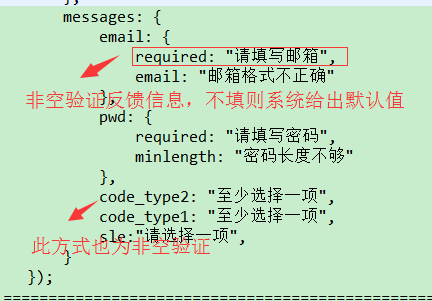 },
messages: {
email: {
required: "请填写邮箱",
email: "邮箱格式不正确"
},
非空验证反馈信息，不填则系统给出默认值
pwd: {
required: "请填写密码",
minlength: "密码长度不够"
},
code_type2: "至少选择一项",
code_type1: "至少选择一项",
sle:"请选择一项",
此方式也为非空验证
}
});
==================================================